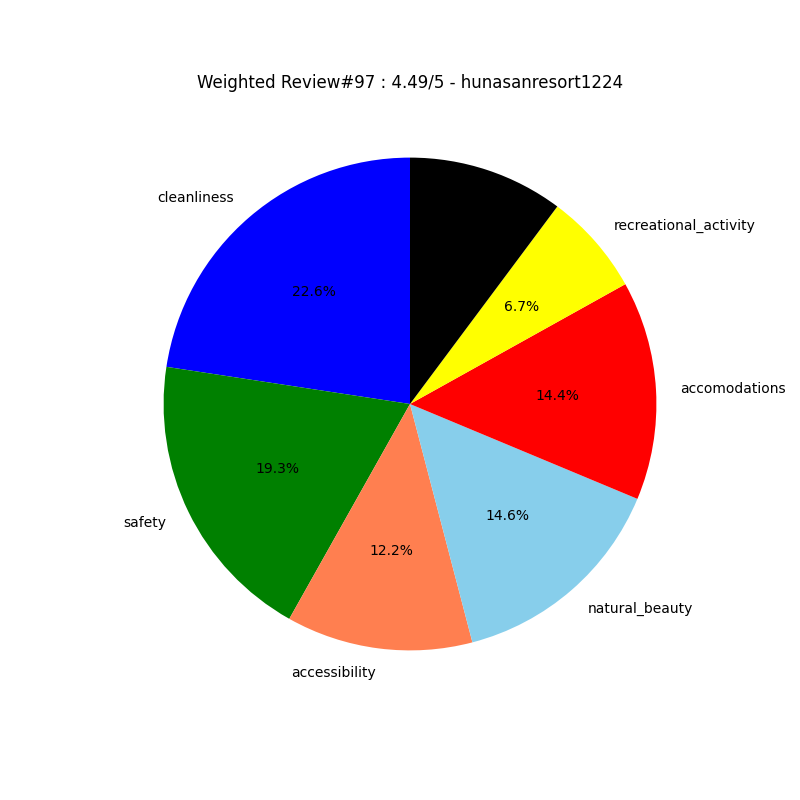 Weighted Review#97 : 4.49/5 - hunasanresort1224
cleanliness
22.6%
safety
19.3%
accessibility
12.2%
natural_beauty
14.6%
accomodations
14.4%
recreational_activity
6.7%